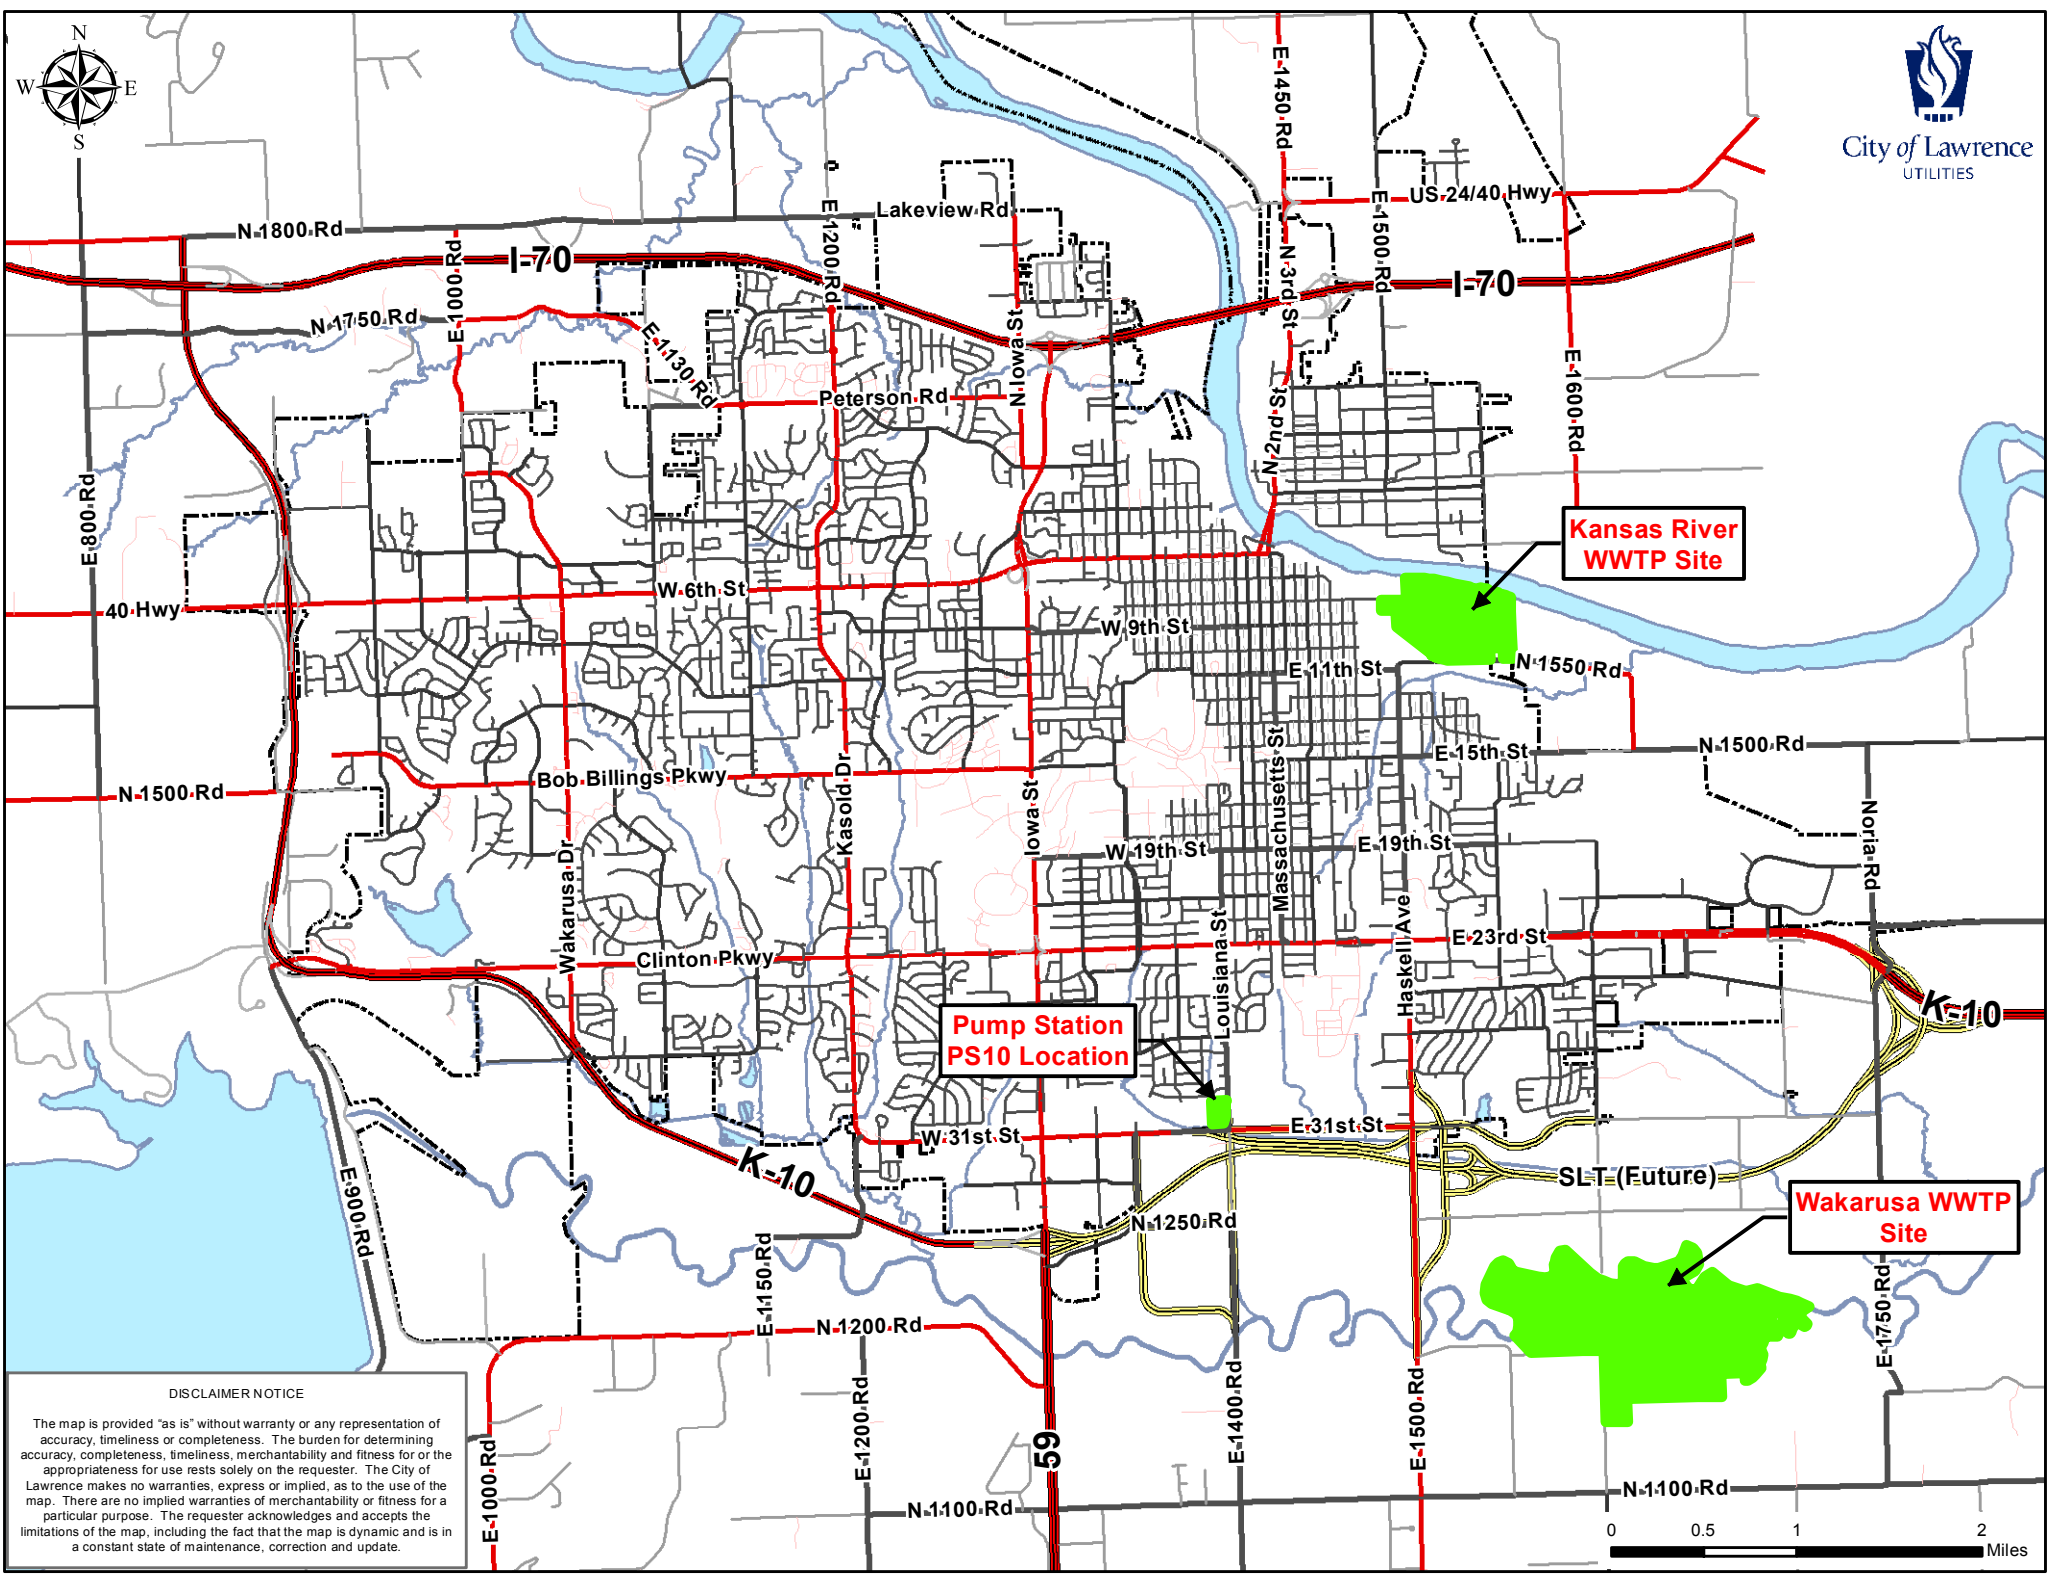 N
W
E
S
City of Lawrence
UTILITIES
E 1450 Rd
US 24/40 Hwy
E 1500 Rd
Lakeview Rd
E 1200 Rd
N 1800 Rd
I-70
E 1000 Rd
N 3rd St
I-70
N 1750 Rd
E 1130 Rd
N Iowa St
E 1600 Rd
Peterson Rd
N 2nd St
E 800 Rd
Kansas River
WWTP Site
W 6th St
40 Hwy
W 9th St
E 11th St
N 1550 Rd
E 15th St
N 1500 Rd
Massachusetts St
Bob Billings Pkwy
N 1500 Rd
Kasold Dr
Iowa St
Noria Rd
W 19th St
E 19th St
Wakarusa Dr
Louisiana St
Haskell Ave
E 23rd St
Clinton Pkwy
K-10
Pump Station
PS10 Location
E 31st St
W 31st St
K-10
SLT (Future)
E 900 Rd
N 1250 Rd
Wakarusa WWTP
Site
E 1150 Rd
E 1750 Rd
N 1200 Rd
E 1200 Rd
E 1400 Rd
E 1500 Rd
59
E 1000 Rd
N 1100 Rd
N 1100 Rd
DISCLAIMER NOTICE
The map is provided “as is” without warranty or any representation of
accuracy, timeliness or completeness. The burden for determining
accuracy, completeness, timeliness, merchantability and fitness for or the
appropriateness for use rests solely on the requester. The City of
Lawrence makes no warranties, express or implied, as to the use of the
map. There are no implied warranties of merchantability or fitness for a
particular purpose. The requester acknowledges and accepts the
limitations of the map, including the fact that the map is dynamic and is in
a constant state of maintenance, correction and update.
0 0.5 1 2
Miles